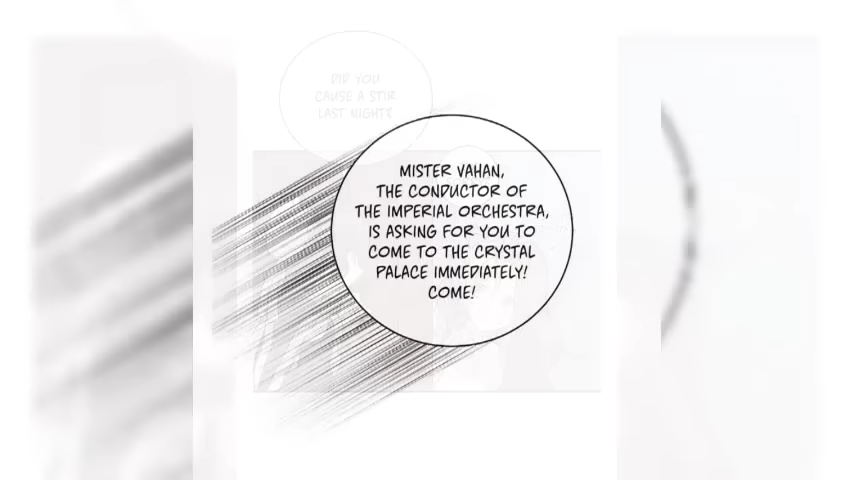 DID YOU
CAUSE A STIR
LAST NIGHT?
MISTER VAHAN,
THE CONDUCTOR OF
THE IMPERIAL ORCHESTRA,
IS ASKING FOR YOU TO
COME TO THE CRYSTAL
PALACE IMMEDIATELY!
COME!